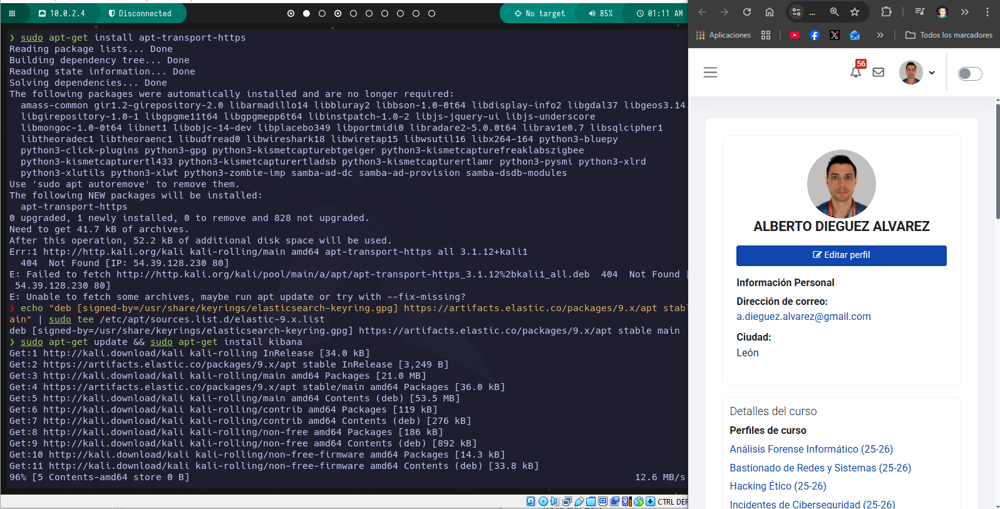 10.0.2.4
Disconnected
No target
85%
01:11 AM
❯ sudo apt-get install apt-transport-https
Reading package lists... Done
Building dependency tree... Done
Reading state information... Done
Solving dependencies... Done
The following packages were automatically installed and are no longer required:
  amass-common gir1.2-girepository-2.0 libarmadillo14 libbluray2 libbson-1.0-0t64 libdisplay-info2 libgdal37 libgeos3.14.
  libgirepository-1.0-1 libgpgme11t64 libgpgmepp6t64 libinstpatch-1.0-2 libjs-jquery-ui libjs-underscore
  libmongoc-1.0-0t64 libnet1 libobjc-14-dev libplacebo349 libportmidi0 libradare2-5.0.0t64 librav1e0.7 libsqlcipher1
  libtheoradec1 libtheoraenc1 libudfread0 libwireshark18 libwiretap15 libwsutil16 libx264-164 python3-bluepy
  python3-click-plugins python3-gpg python3-kismetcapturebtgeiger python3-kismetcapturefreaklabszigbee
  python3-kismetcapturertl433 python3-kismetcapturertladsb python3-kismetcapturertlamr python3-pysmi python3-xlrd
  python3-xlutils python3-xlwt python3-zombie-imp samba-ad-dc samba-ad-provision samba-dsdb-modules
Use 'sudo apt autoremove' to remove them.
The following NEW packages will be installed:
  apt-transport-https
0 upgraded, 1 newly installed, 0 to remove and 828 not upgraded.
Need to get 41.7 kB of archives.
After this operation, 52.2 kB of additional disk space will be used.
Err:1 http://http.kali.org/kali kali-rolling/main amd64 apt-transport-https all 3.1.12+kali1
  404  Not Found [IP: 54.39.128.230 80]
E: Failed to fetch http://http.kali.org/kali/pool/main/a/apt/apt-transport-https_3.1.12%2bkali1_all.deb  404  Not Found [
 54.39.128.230 80]
E: Unable to fetch some archives, maybe run apt update or try with --fix-missing?
❯ echo "deb [signed-by=/usr/share/keyrings/elasticsearch-keyring.gpg] https://artifacts.elastic.co/packages/9.x/apt stabl
ain" | sudo tee /etc/apt/sources.list.d/elastic-9.x.list
deb [signed-by=/usr/share/keyrings/elasticsearch-keyring.gpg] https://artifacts.elastic.co/packages/9.x/apt stable main
❯ sudo apt-get update && sudo apt-get install kibana
Get:1 http://kali.download/kali kali-rolling InRelease [34.0 kB]
Get:2 https://artifacts.elastic.co/packages/9.x/apt stable InRelease [3,249 B]
Get:3 http://kali.download/kali kali-rolling/main amd64 Packages [21.0 MB]
Get:4 https://artifacts.elastic.co/packages/9.x/apt stable/main amd64 Packages [36.0 kB]
Get:5 http://kali.download/kali kali-rolling/main amd64 Contents (deb) [53.5 MB]
Get:6 http://kali.download/kali kali-rolling/contrib amd64 Packages [119 kB]
Get:7 http://kali.download/kali kali-rolling/contrib amd64 Contents (deb) [276 kB]
Get:8 http://kali.download/kali kali-rolling/non-free amd64 Packages [186 kB]
Get:9 http://kali.download/kali kali-rolling/non-free amd64 Contents (deb) [892 kB]
Get:10 http://kali.download/kali kali-rolling/non-free-firmware amd64 Packages [14.3 kB]
Get:11 http://kali.download/kali kali-rolling/non-free-firmware amd64 Contents (deb) [33.8 kB]
96% [5 Contents-amd64 store 0 B] 12.6 MB/s
CTRL DER
Aplicaciones
Todos los marcadores
56
ALBERTO DIEGUEZ ALVAREZ
Editar perfil
Información Personal
Dirección de correo:
a.dieguez.alvarez@gmail.com
Ciudad:
León
Detalles del curso
Perfiles de curso
Análisis Forense Informático (25-26)
Bastionado de Redes y Sistemas (25-26)
Hacking Ético (25-26)
Incidentes de Ciberseguridad (25-26)